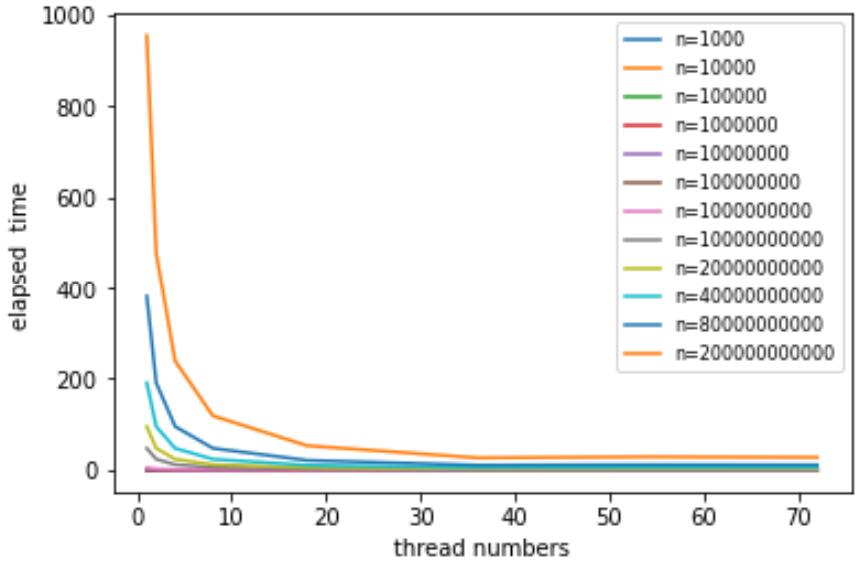 1000
800
600
400
200
0
elapsed time
0 10 20 30 40 50 60 70
thread numbers
n=1000
n=10000
n=100000
n=1000000
n=10000000
n=100000000
n=1000000000
n=10000000000
n=20000000000
n=40000000000
n=80000000000
n=200000000000